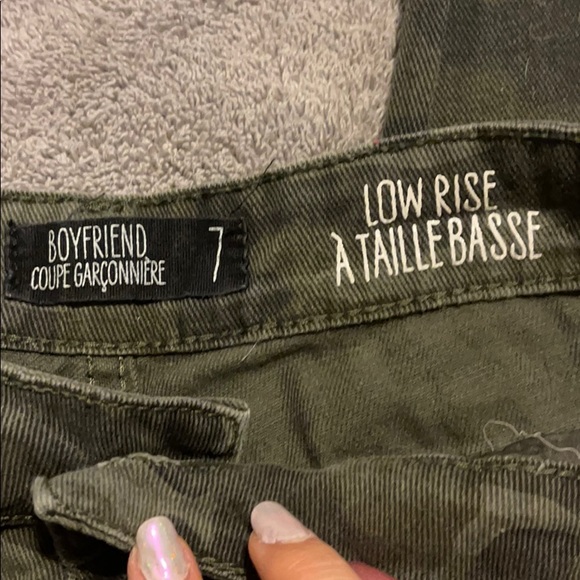 BOYFRIEND
COUPE GARÇONNIÈRE
7
LOW RISE
À TAILLE BASSE